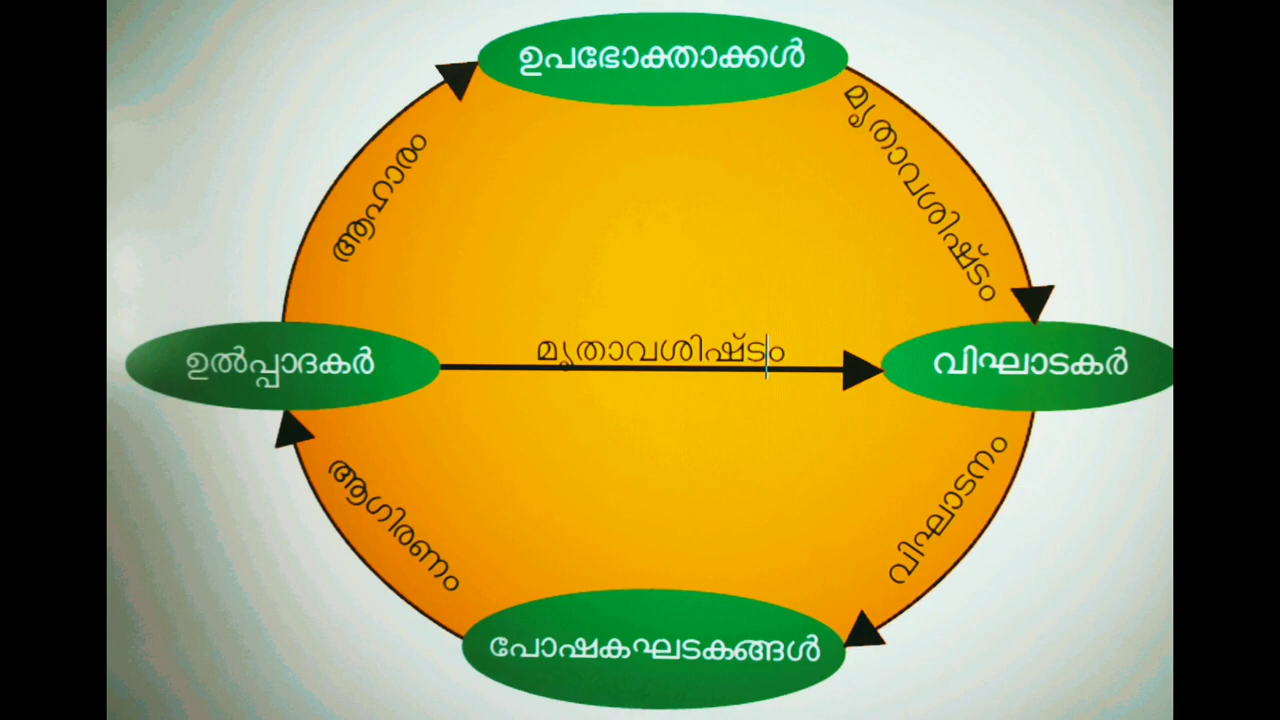 ഉപഭോക്താക്കൾ
ആഹാരം
മൃതാവശിഷ്ടം
ഉൽപ്പാദകർ
മൃതാവശിഷ്ടം
വിഘാടകർ
ആഗിരണം
വിഘാടനം
പോഷകഘടകങ്ങൾ